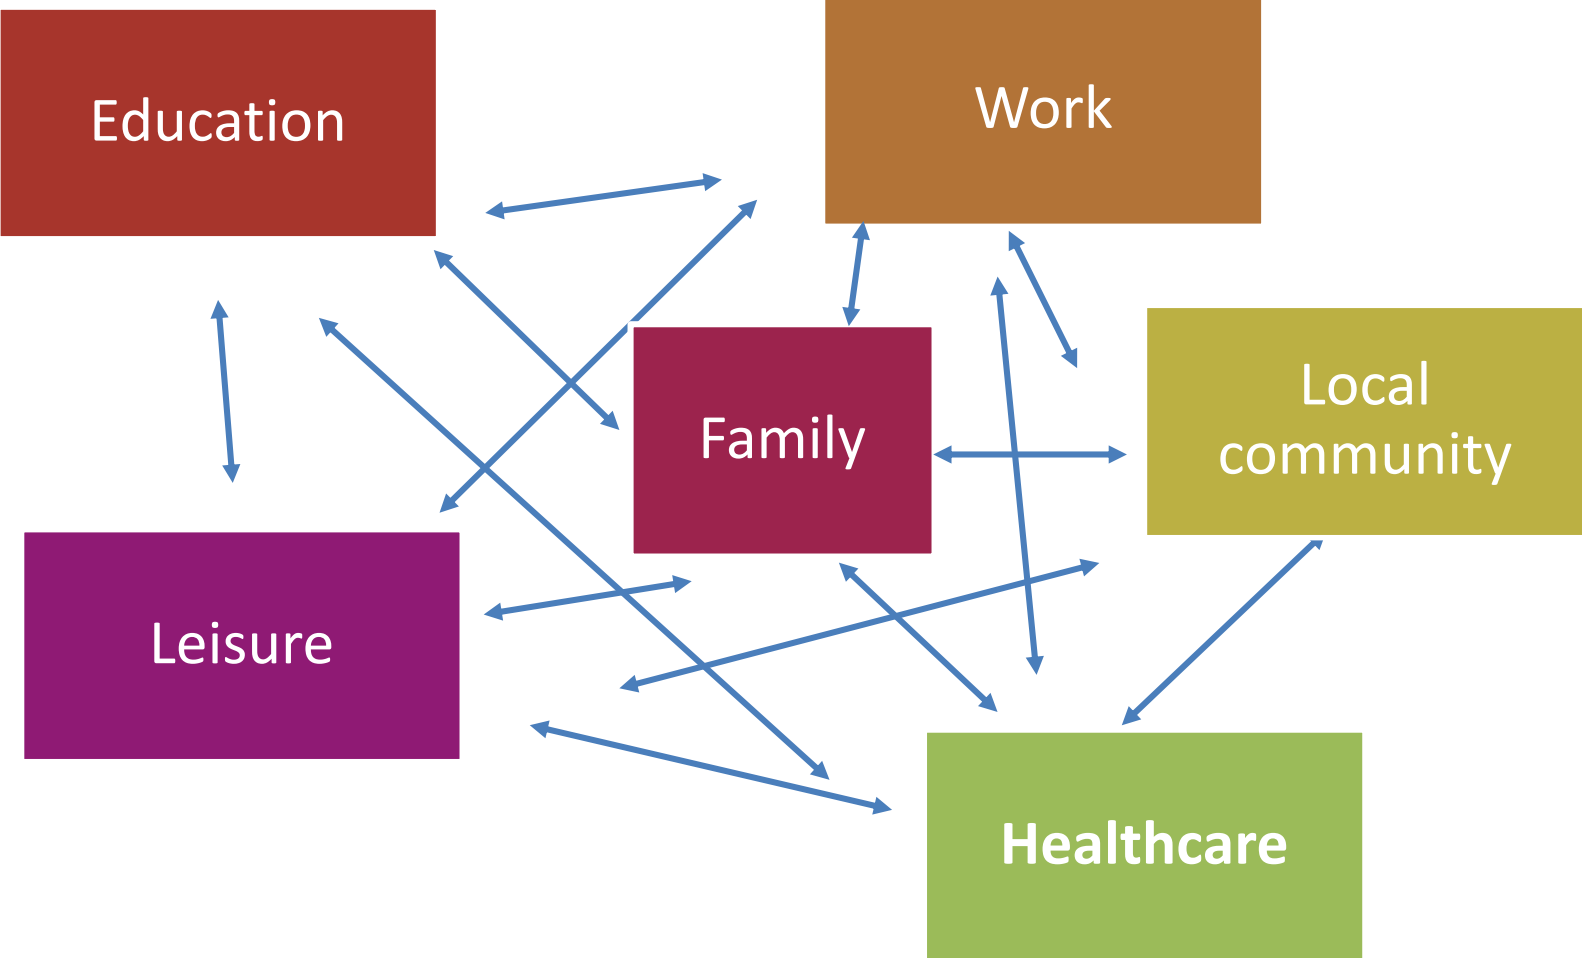 Education
Work
Family
Local
community
Leisure
Healthcare